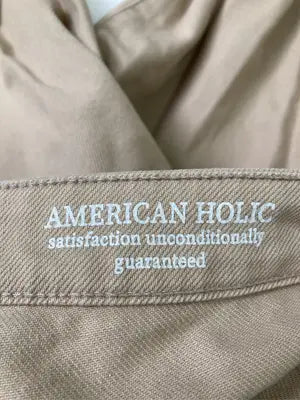 AMERICAN HOLIC
satisfaction unconditionally
guaranteed